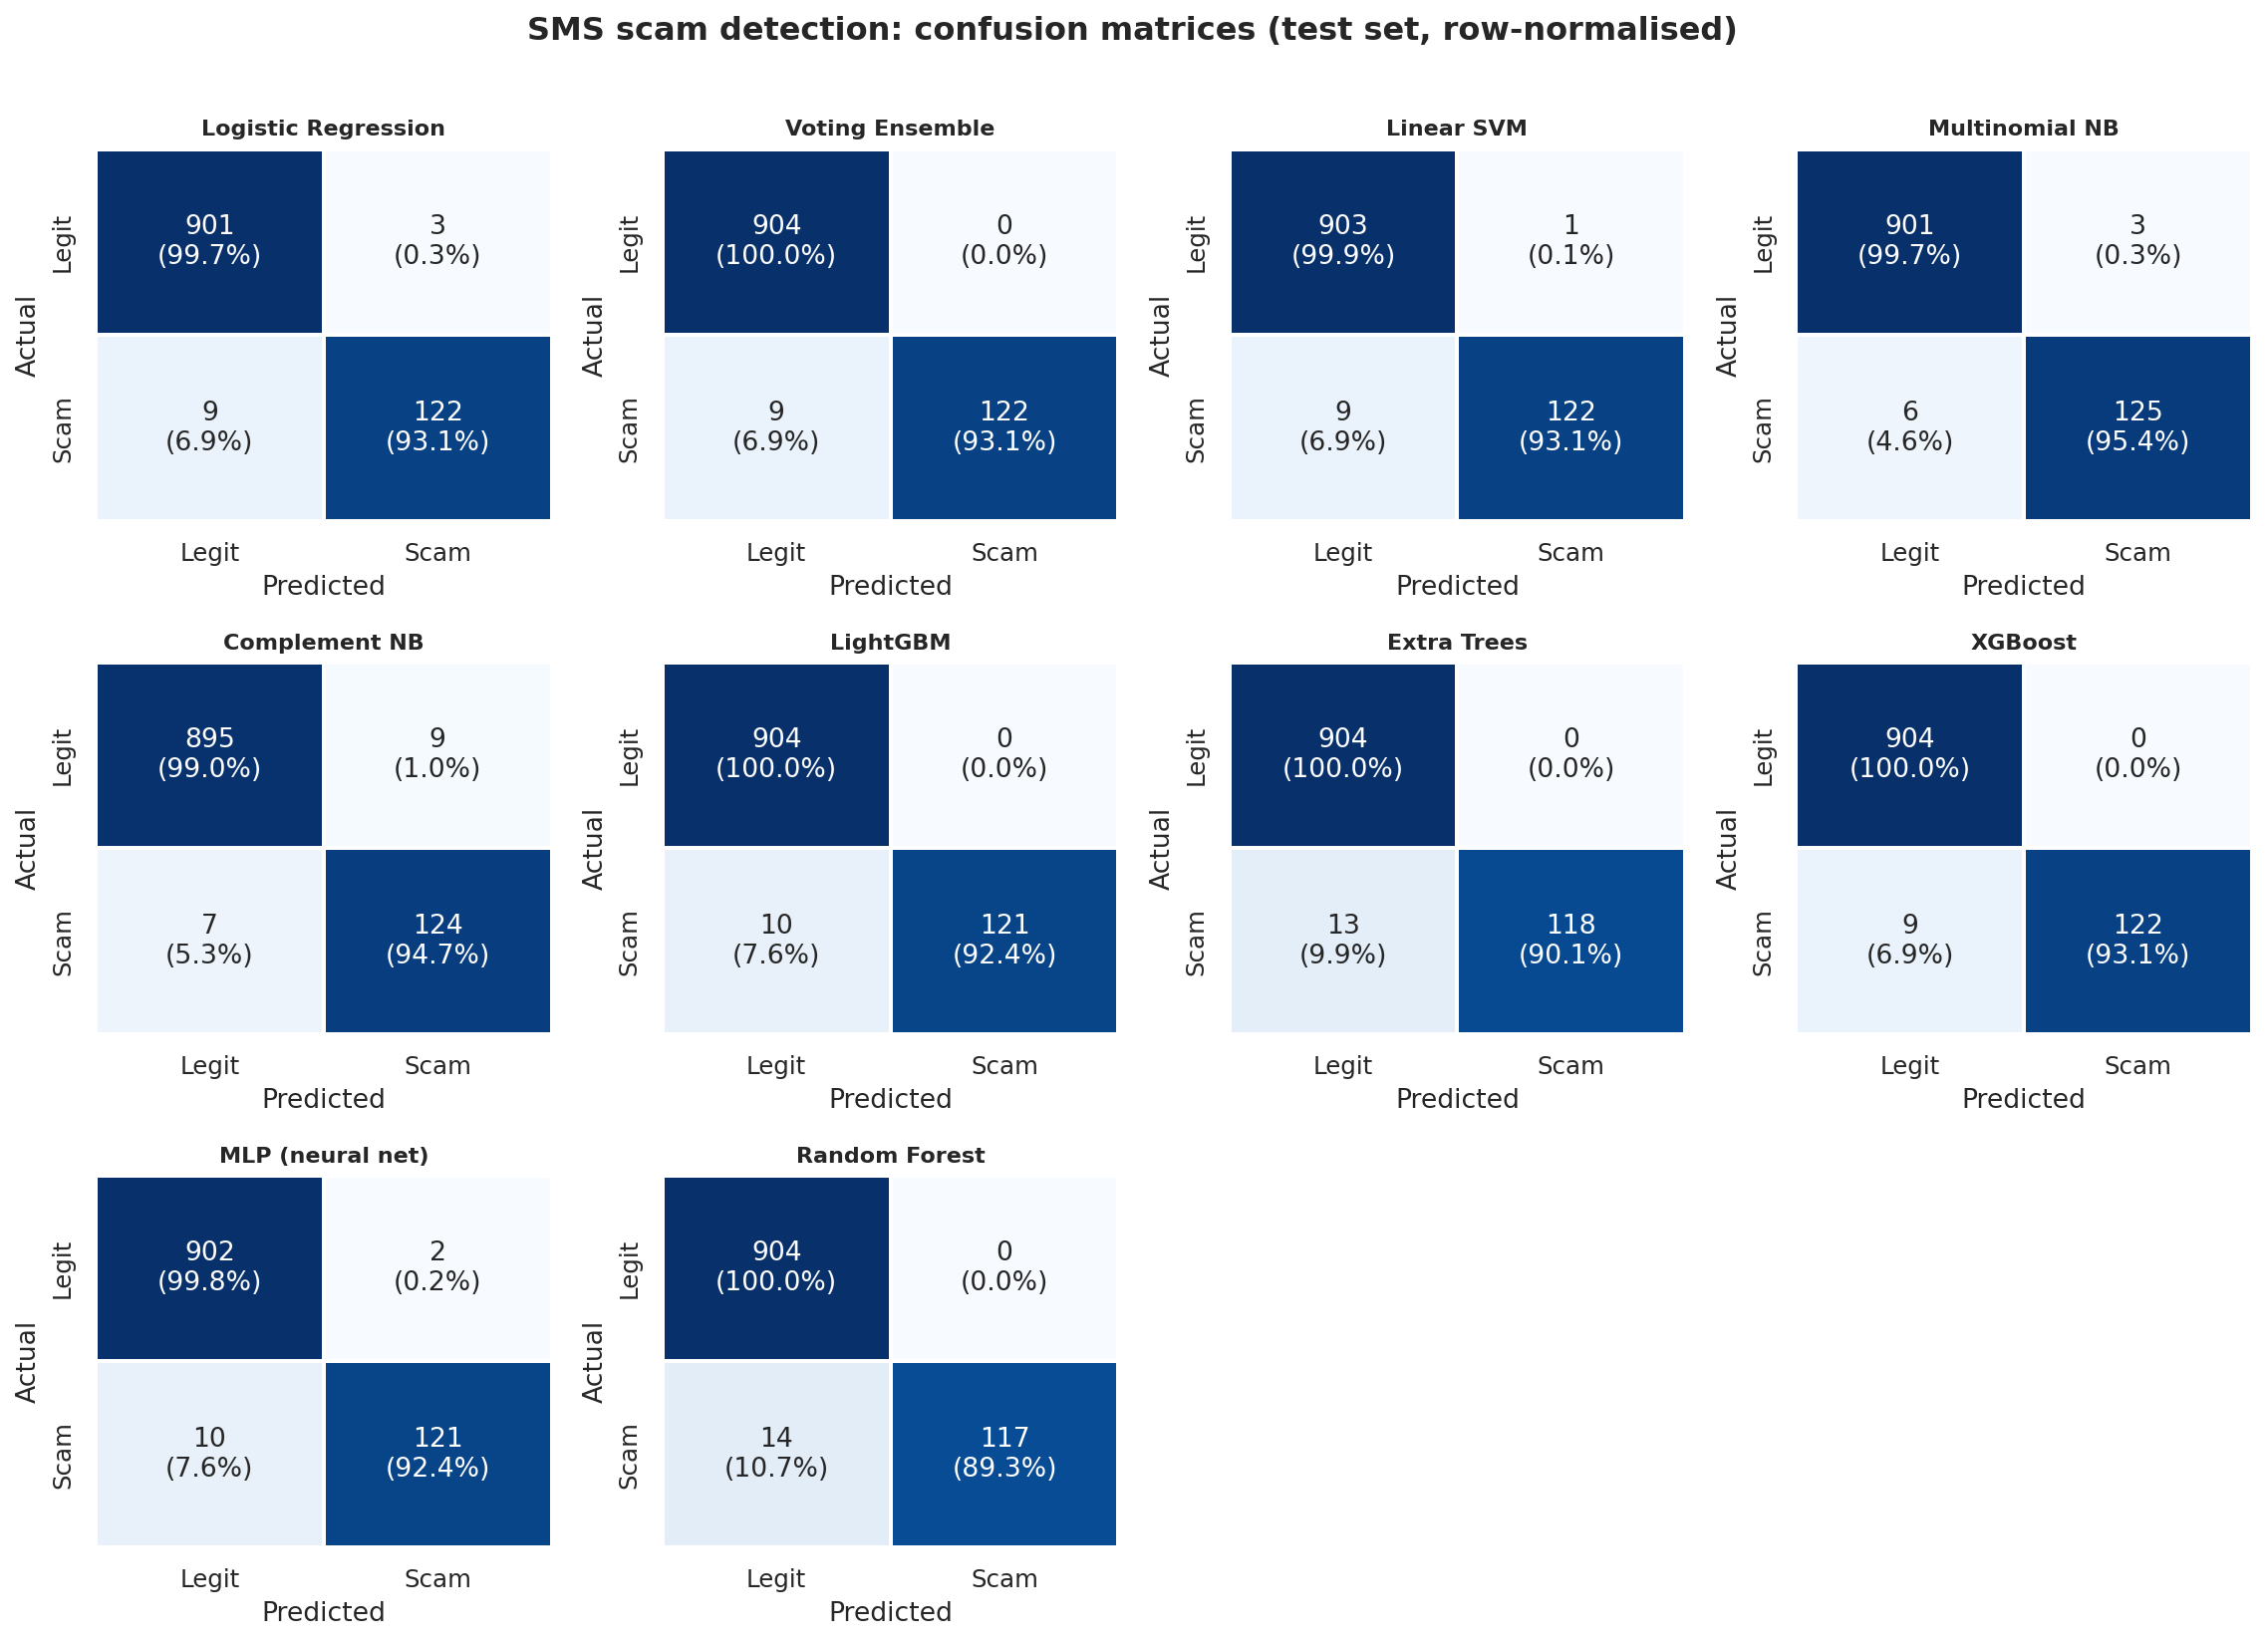 SMS scam detection: confusion matrices (test set, row-normalised)
Logistic Regression
Actual
Legit
Scam
901
(99.7%)
3
(0.3%)
9
(6.9%)
122
(93.1%)
Legit
Scam
Predicted
Voting Ensemble
Actual
Legit
Scam
904
(100.0%)
0
(0.0%)
9
(6.9%)
122
(93.1%)
Legit
Scam
Predicted
Linear SVM
Actual
Legit
Scam
903
(99.9%)
1
(0.1%)
9
(6.9%)
122
(93.1%)
Legit
Scam
Predicted
Multinomial NB
Actual
Legit
Scam
901
(99.7%)
3
(0.3%)
6
(4.6%)
125
(95.4%)
Legit
Scam
Predicted
Complement NB
Actual
Legit
Scam
895
(99.0%)
9
(1.0%)
7
(5.3%)
124
(94.7%)
Legit
Scam
Predicted
LightGBM
Actual
Legit
Scam
904
(100.0%)
0
(0.0%)
10
(7.6%)
121
(92.4%)
Legit
Scam
Predicted
Extra Trees
Actual
Legit
Scam
904
(100.0%)
0
(0.0%)
13
(9.9%)
118
(90.1%)
Legit
Scam
Predicted
XGBoost
Actual
Legit
Scam
904
(100.0%)
0
(0.0%)
9
(6.9%)
122
(93.1%)
Legit
Scam
Predicted
MLP (neural net)
Actual
Legit
Scam
902
(99.8%)
2
(0.2%)
10
(7.6%)
121
(92.4%)
Legit
Scam
Predicted
Random Forest
Actual
Legit
Scam
904
(100.0%)
0
(0.0%)
14
(10.7%)
117
(89.3%)
Legit
Scam
Predicted